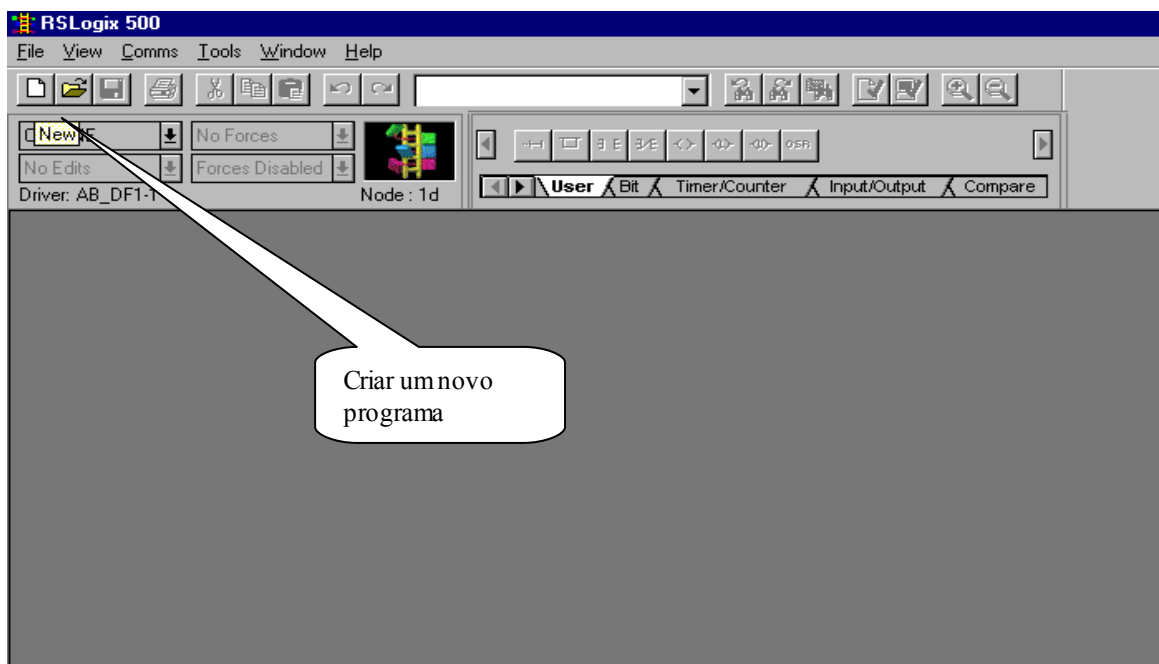 RSLogix 500
File View Comms Tools Window Help
New
No Forces
No Edits
Forces Disabled
Driver: AB_DF1-1
Node : 1d
OSR
User Bit Timer/Counter Input/Output Compare
Criar um novo
programa